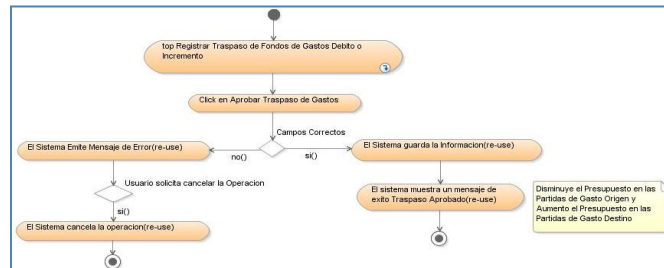 top Registrar Traspaso de Fondos de Gastos Debito o
Incremento
Click en Aprobar Traspaso de Gastos
Campos Correctos
El Sistema Emite Mensaje de Error(re-use)
no()
si()
El Sistema guarda la Informacion(re-use)
Usuario solicita cancelar la Operacion
si()
El Sistema cancela la operacion(re-use)
El sistema muestra un mensaje de
exito Traspaso Aprobado(re-use)
Disminuye el Presupuesto en las
Partidas de Gasto Origen y
Aumento el Presupuesto en las
Partidas de Gasto Destino